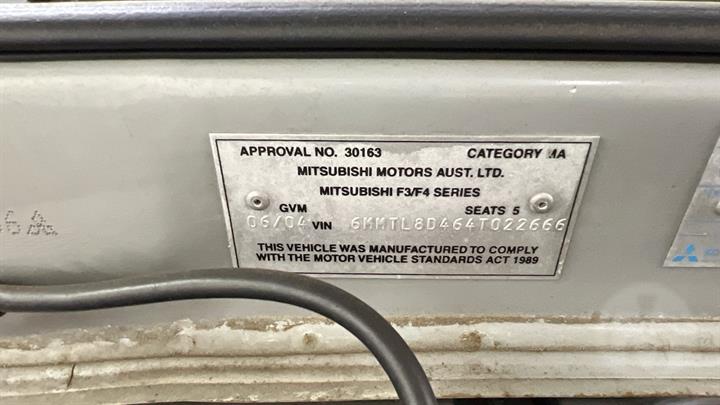 APPROVAL NO. 30163 CATEGORY MA
MITSUBISHI MOTORS AUST. LTD.
MITSUBISHI F3/F4 SERIES
GVM SEATS 5
06/04 VIN 6MMTL8D464T022666
THIS VEHICLE WAS MANUFACTURED TO COMPLY
WITH THE MOTOR VEHICLE STANDARDS ACT 1989